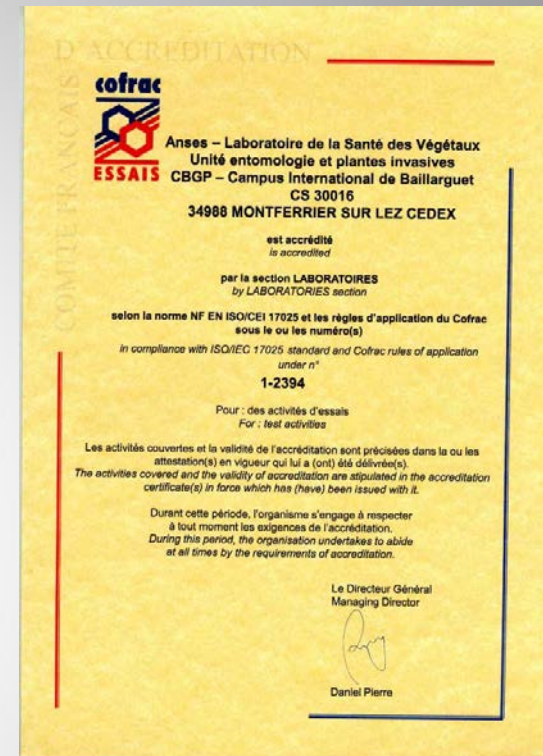 D'ACCREDITATION
COMITE FRANCAIS
cofrac
ESSAIS
Anses – Laboratoire de la Santé des Végétaux
Unité entomologie et plantes invasives
CBGP – Campus International de Baillarguet
CS 30016
34988 MONTFERRIER SUR LEZ CEDEX
est accrédité
is accredited
par la section LABORATOIRES
by LABORATORIES section
selon la norme NF EN ISO/CEI 17025 et les règles d'application du Cofrac
sous le ou les numéro(s)
in compliance with ISO/IEC 17025 standard and Cofrac rules of application
under n°
1-2394
Pour : des activités d'essais
For : test activities
Les activités couvertes et la validité de l'accréditation sont précisées dans la ou les
attestation(s) en vigueur qui lui a (ont) été délivrée(s).
The activities covered and the validity of accreditation are stipulated in the accreditation
certificate(s) in force which has (have) been issued with it.
Durant cette période, l'organisme s'engage à respecter
à tout moment les exigences de l'accréditation.
During this period, the organisation undertakes to abide
at all times by the requirements of accreditation.
Le Directeur Général
Managing Director
Daniel Pierre